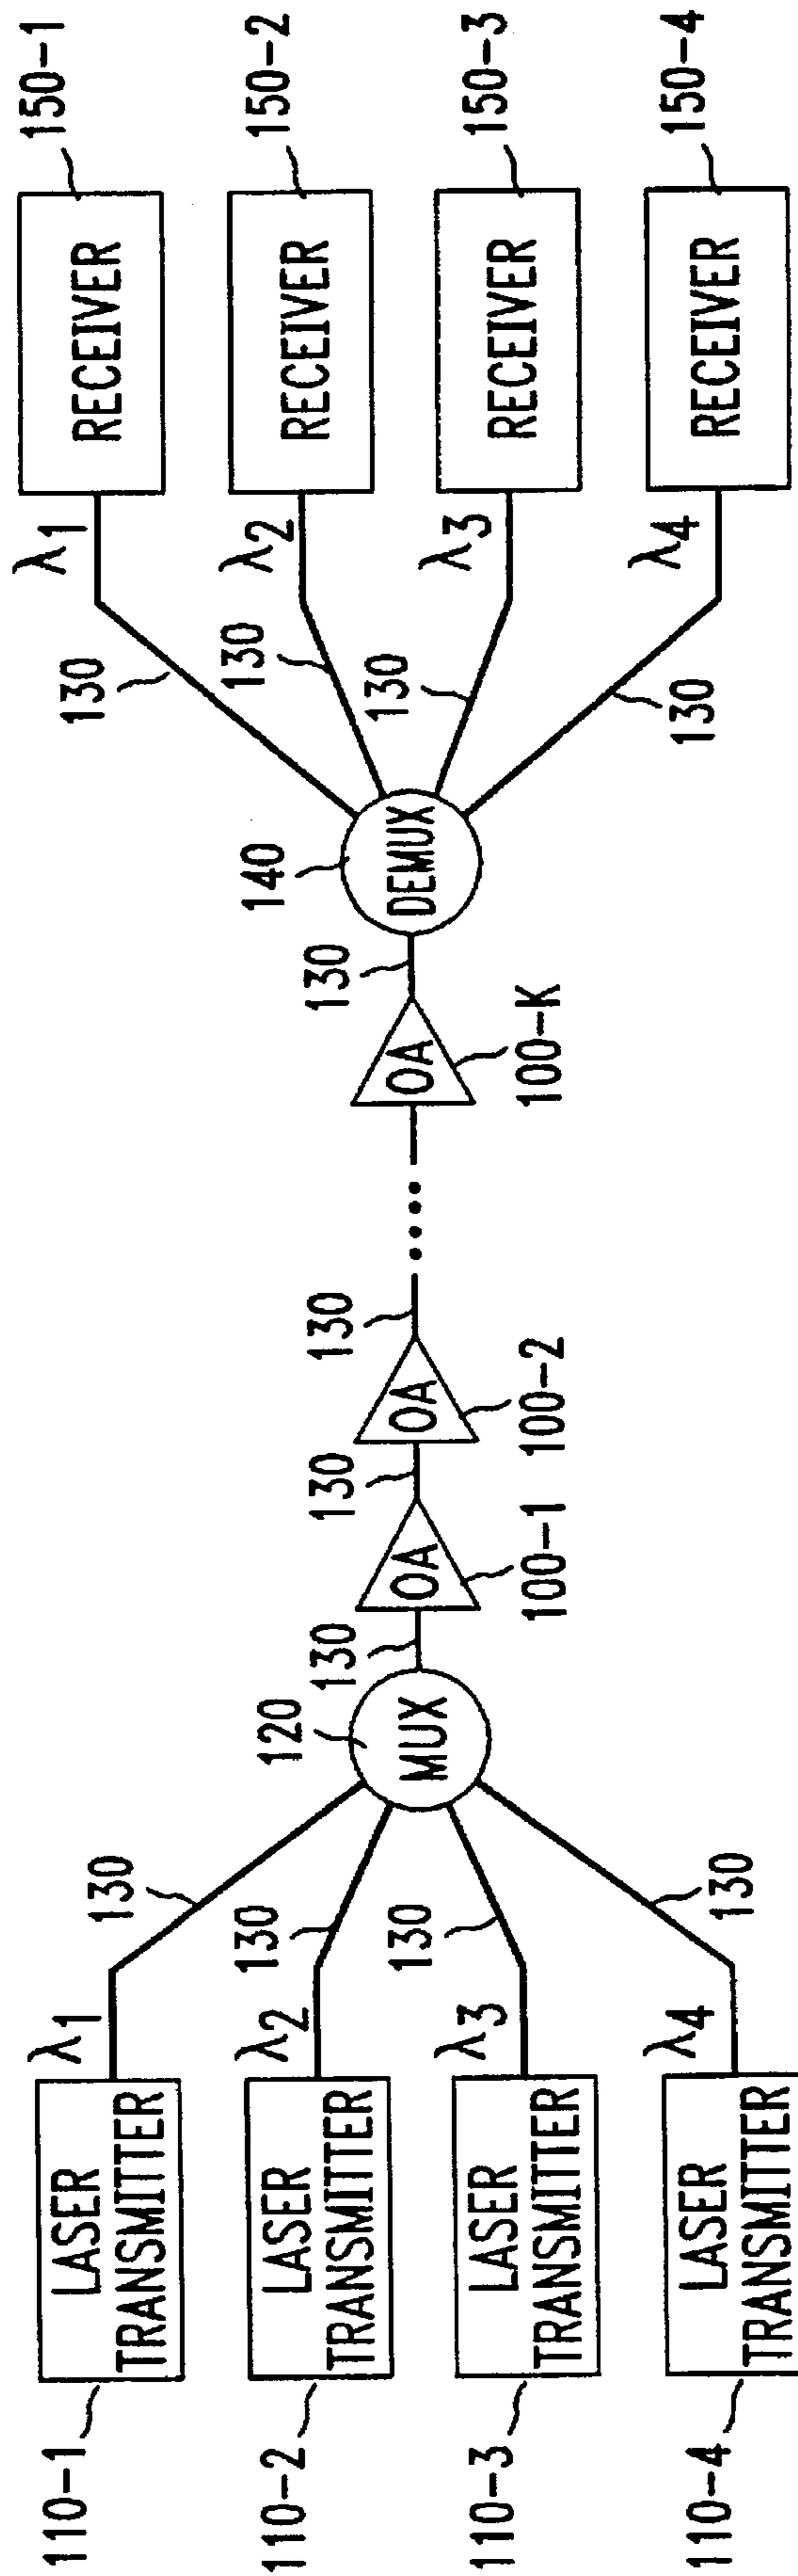 110-1
LASER
TRANSMITTER
λ1
130
110-2
LASER
TRANSMITTER
λ2
130
110-3
LASER
TRANSMITTER
λ3
130
110-4
LASER
TRANSMITTER
λ4
130
120
MUX
130
OA
100-1
130
OA
100-2
130
OA
100-K
130
140
DEMUX
130
λ1
RECEIVER
150-1
130
λ2
RECEIVER
150-2
130
λ3
RECEIVER
150-3
130
λ4
RECEIVER
150-4